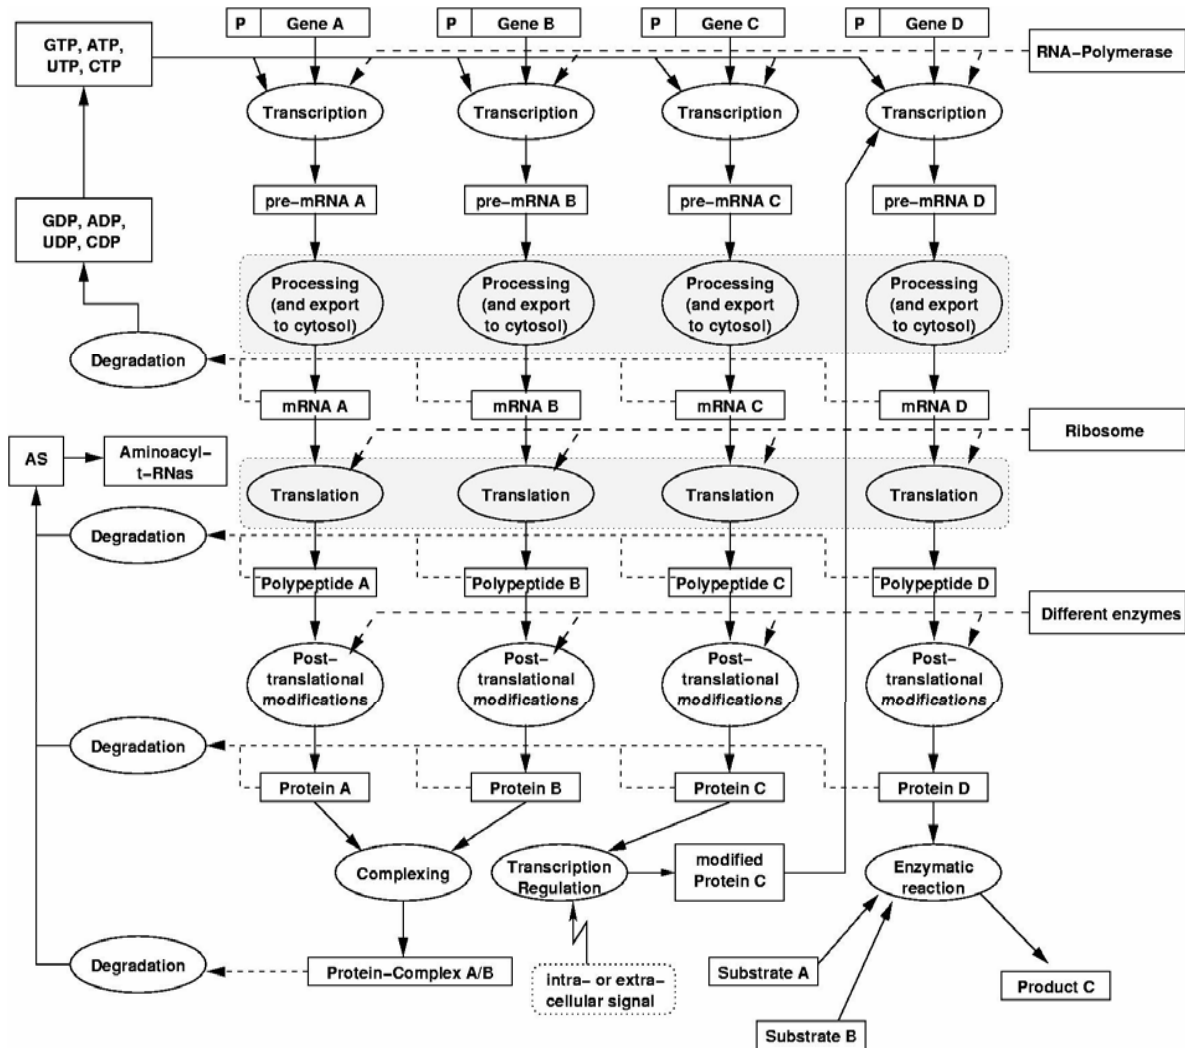 P Gene A P Gene B P Gene C P Gene D
GTP, ATP,
UTP, CTP
RNA−Polymerase
Transcription Transcription Transcription Transcription
pre−mRNA A pre−mRNA B pre−mRNA C pre−mRNA D
GDP, ADP,
UDP, CDP
Processing
(and export
to cytosol)
Processing
(and export
to cytosol)
Processing
(and export
to cytosol)
Processing
(and export
to cytosol)
Degradation
mRNA A mRNA B mRNA C mRNA D
Ribosome
AS
Aminoacyl−
t−RNas
Translation Translation Translation Translation
Degradation
Polypeptide A Polypeptide B Polypeptide C Polypeptide D
Different enzymes
Post−
translational
modifications
Post−
translational
modifications
Post−
translational
modifications
Post−
translational
modifications
Degradation
Protein A Protein B Protein C Protein D
Complexing
Transcription
Regulation
modified
Protein C
Enzymatic
reaction
Degradation
Protein−Complex A/B
intra− or extra−
cellular signal
Substrate A
Product C
Substrate B